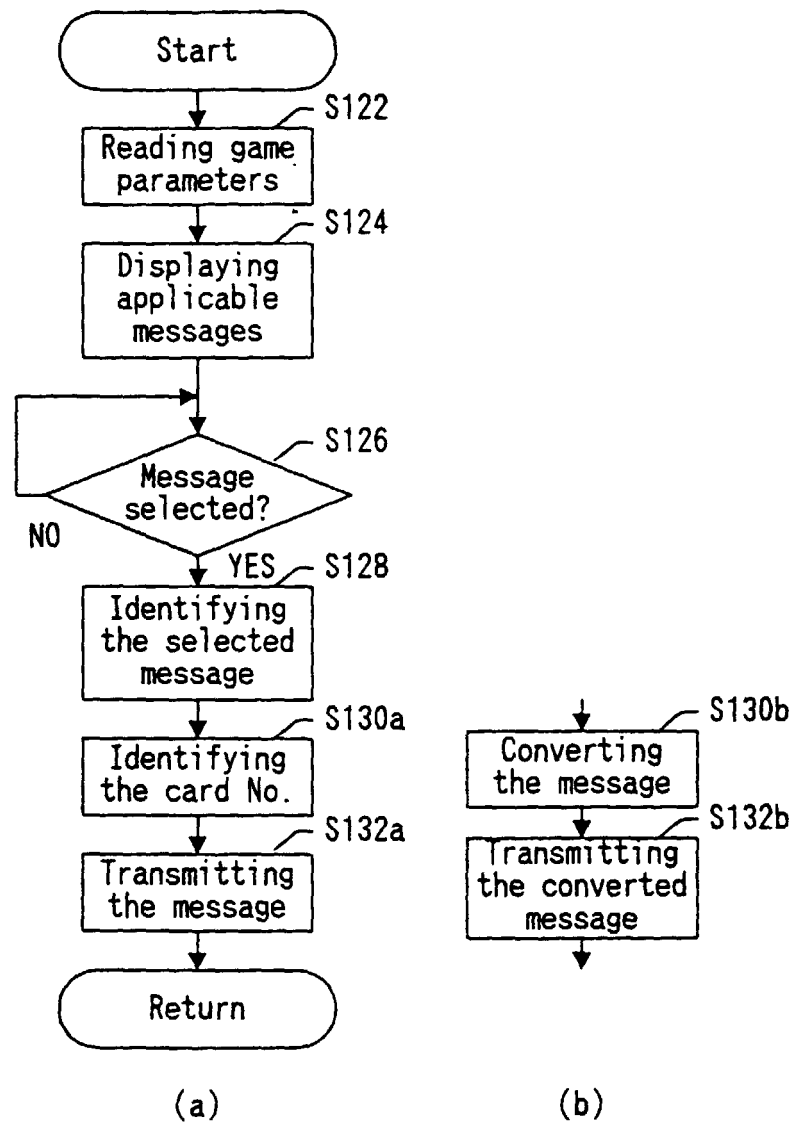 Start
S122
Reading game
parameters
S124
Displaying
applicable
messages
S126
Message
selected?
NO
YES
S128
Identifying
the selected
message
S130a
Identifying
the card No.
S132a
Transmitting
the message
Return
(a)
S130b
Converting
the message
S132b
Transmitting
the converted
message
(b)